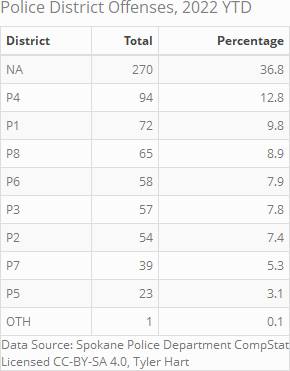 Police District Offenses, 2022 YTD
District Total Percentage
NA 270 36.8
P4 94 12.8
P1 72 9.8
P8 65 8.9
P6 58 7.9
P3 57 7.8
P2 54 7.4
P7 39 5.3
P5 23 3.1
OTH 1 0.1
Data Source: Spokane Police Department CompStat
Licensed CC-BY-SA 4.0, Tyler Hart